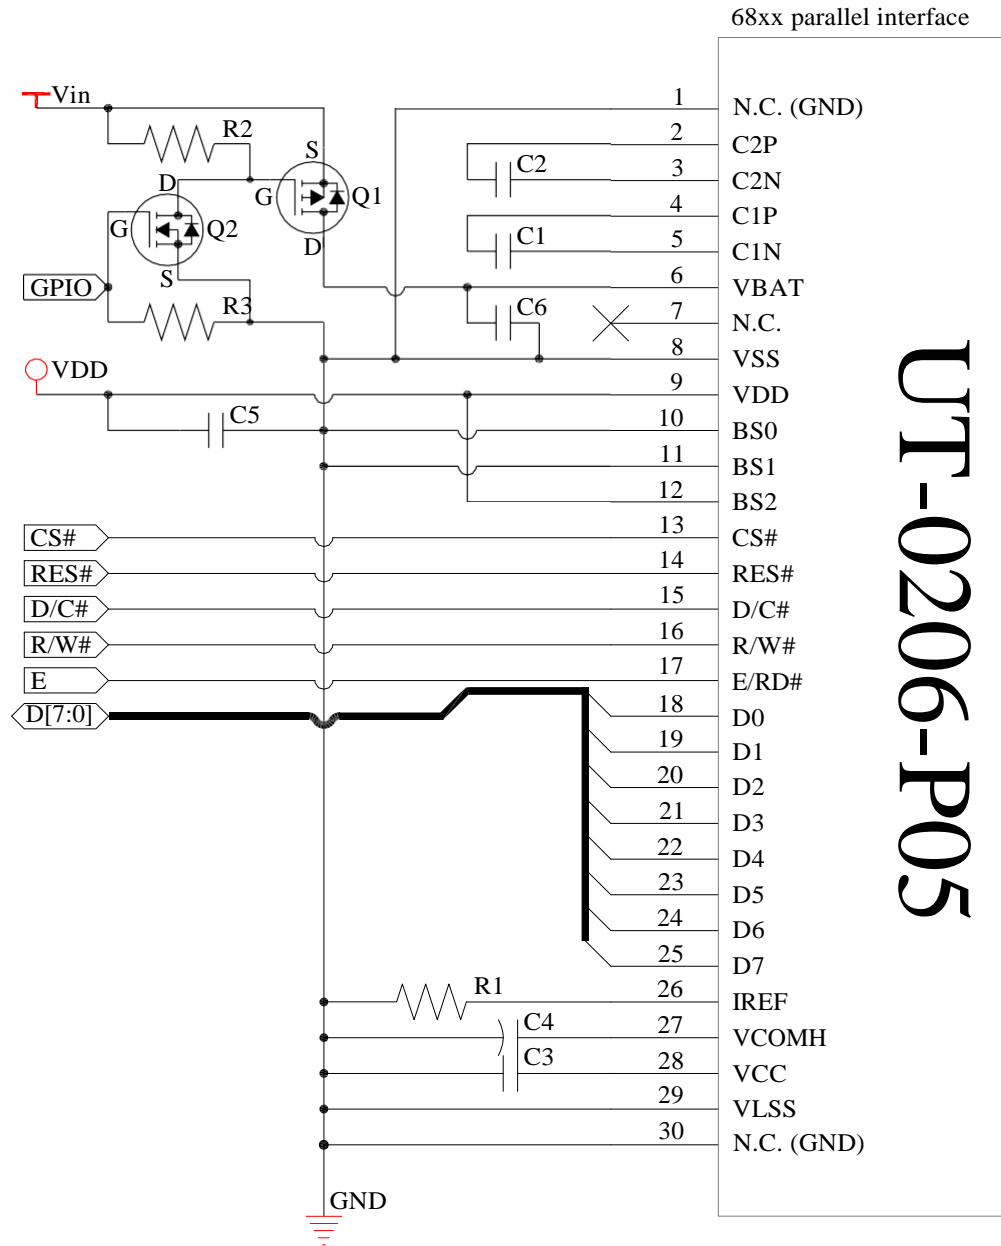 68xx parallel interface
Vin
R2
S
G
Q1
D
D
G
Q2
S
GPIO
R3
VDD
C5
C2
C1
C6
1 N.C. (GND)
2 C2P
3 C2N
4 C1P
5 C1N
6 VBAT
7 N.C.
8 VSS
9 VDD
10 BS0
11 BS1
12 BS2
CS# 13 CS#
RES# 14 RES#
D/C# 15 D/C#
R/W# 16 R/W#
E 17 E/RD#
D[7:0] 18 D0
19 D1
20 D2
21 D3
22 D4
23 D5
24 D6
25 D7
R1 26 IREF
C4 27 VCOMH
C3 28 VCC
29 VLSS
30 N.C. (GND)
GND
UT-0206-P05